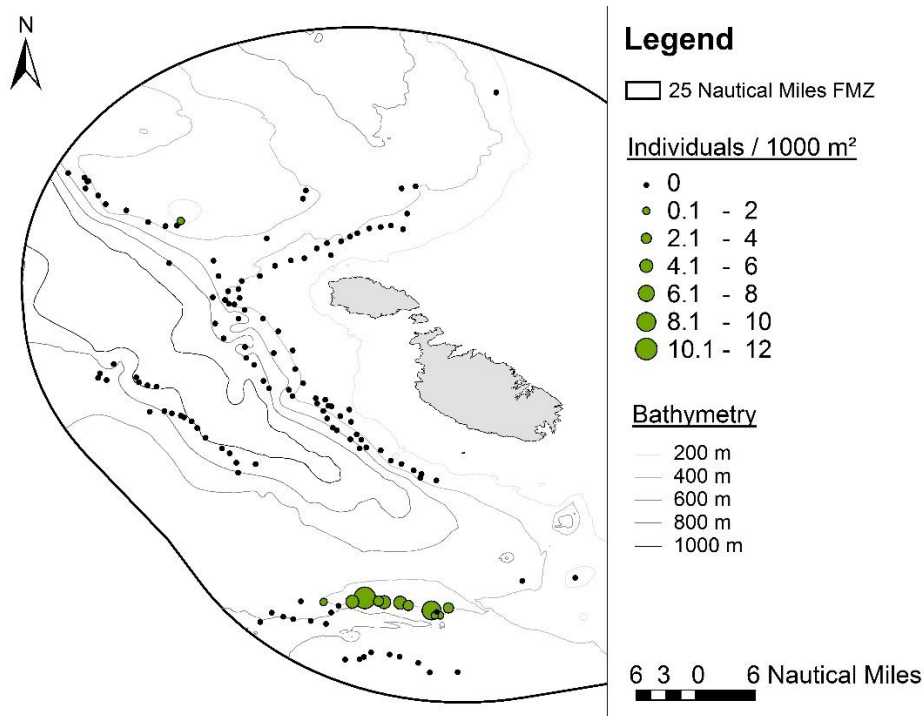 N
Legend
25 Nautical Miles FMZ
Individuals / 1000 m²
0
0.1 - 2
2.1 - 4
4.1 - 6
6.1 - 8
8.1 - 10
10.1 - 12
Bathymetry
200 m
400 m
600 m
800 m
1000 m
6 3 0 6 Nautical Miles